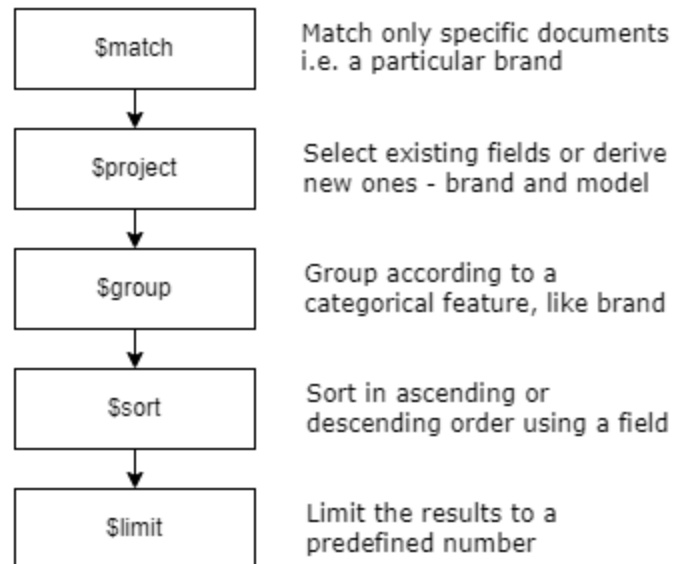 $match
Match only specific documents
i.e. a particular brand
$project
Select existing fields or derive
new ones - brand and model
$group
Group according to a
categorical feature, like brand
$sort
Sort in ascending or
descending order using a field
$limit
Limit the results to a
predefined number